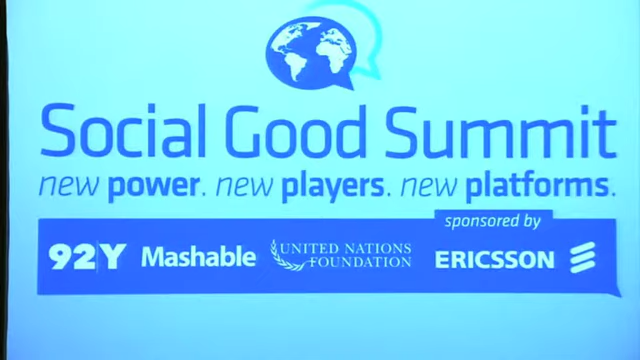 Social Good Summit
new power. new players. new platforms.
sponsored by
92Y Mashable UNITED NATIONS FOUNDATION ERICSSON